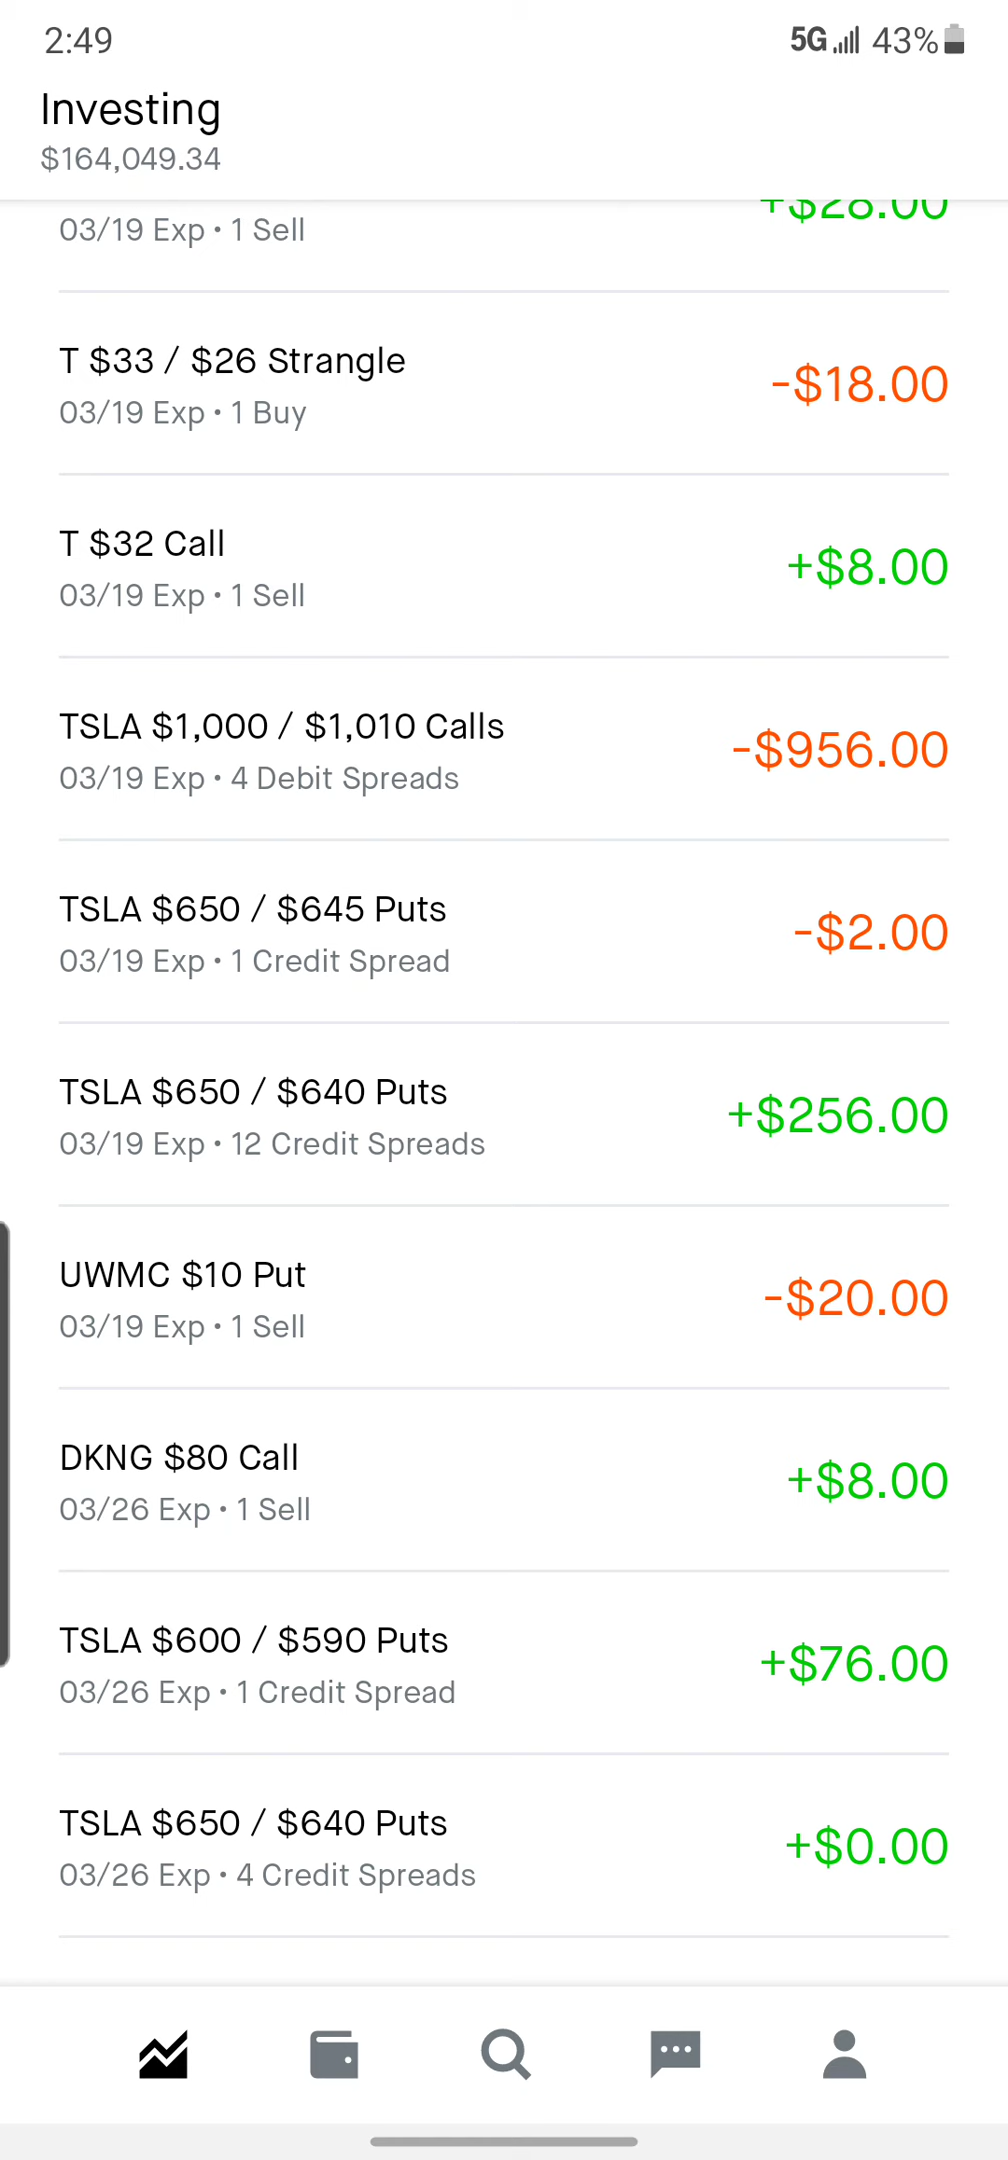 2:49
5G 43%
Investing
$164,049.34
+$28.00
03/19 Exp • 1 Sell
T $33 / $26 Strangle
-$18.00
03/19 Exp • 1 Buy
T $32 Call
+$8.00
03/19 Exp • 1 Sell
TSLA $1,000 / $1,010 Calls
-$956.00
03/19 Exp • 4 Debit Spreads
TSLA $650 / $645 Puts
-$2.00
03/19 Exp • 1 Credit Spread
TSLA $650 / $640 Puts
+$256.00
03/19 Exp • 12 Credit Spreads
UWMC $10 Put
-$20.00
03/19 Exp • 1 Sell
DKNG $80 Call
+$8.00
03/26 Exp • 1 Sell
TSLA $600 / $590 Puts
+$76.00
03/26 Exp • 1 Credit Spread
TSLA $650 / $640 Puts
+$0.00
03/26 Exp • 4 Credit Spreads